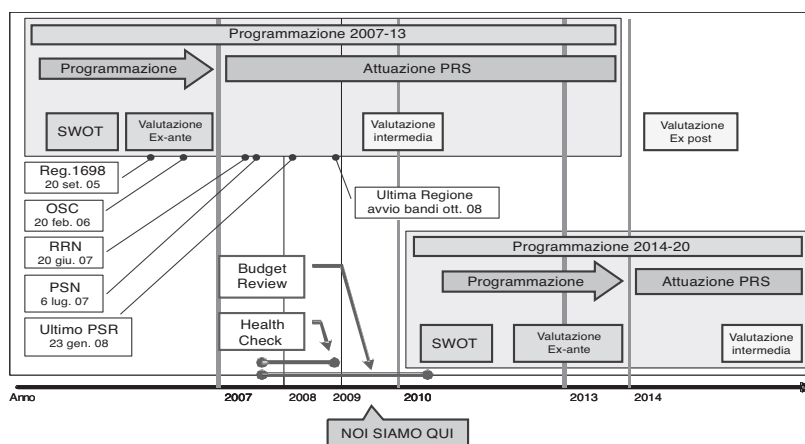 Programmazione 2007-13
Programmazione
Attuazione PRS
SWOT
Valutazione
Ex-ante
Valutazione
intermedia
Valutazione
Ex post
Reg.1698
20 set. 05
OSC
20 feb. 06
RRN
20 giu. 07
PSN
6 lug. 07
Ultimo PSR
23 gen. 08
Ultima Regione
avvio bandi ott. 08
Budget
Review
Health
Check
Programmazione 2014-20
Programmazione
Attuazione PRS
SWOT
Valutazione
Ex-ante
Valutazione
intermedia
Anno
2007
2008
2009
2010
2013
2014
NOI SIAMO QUI